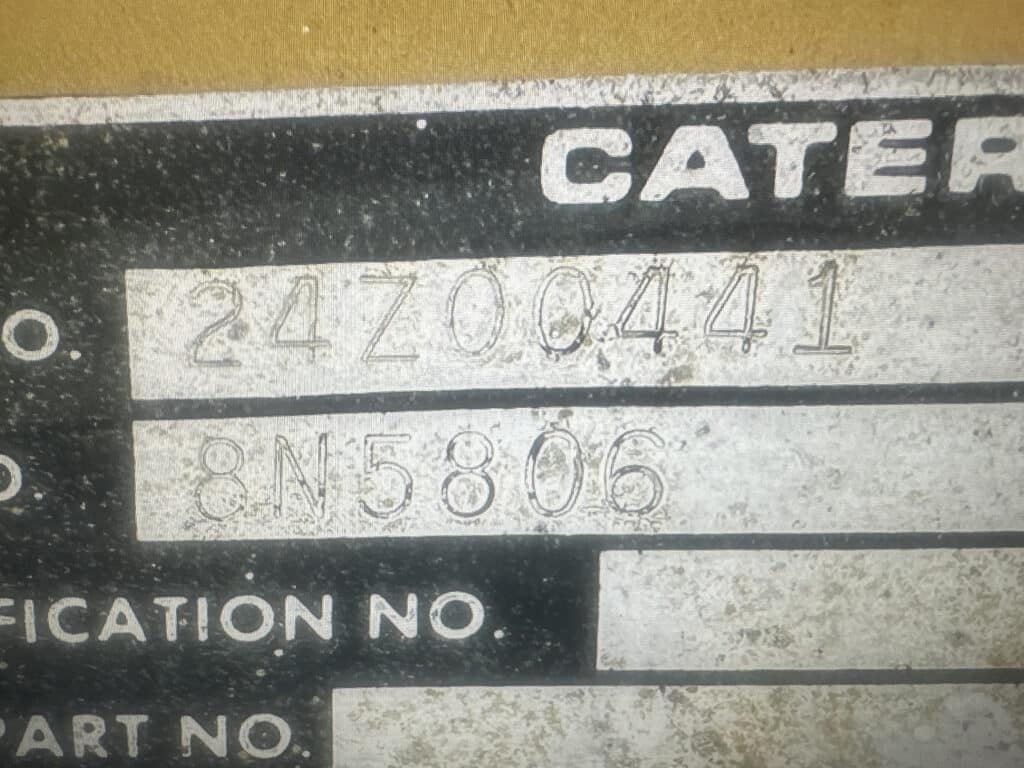 CATER
O. 24Z00441
O. 8N5806
FICATION NO.
PART NO.